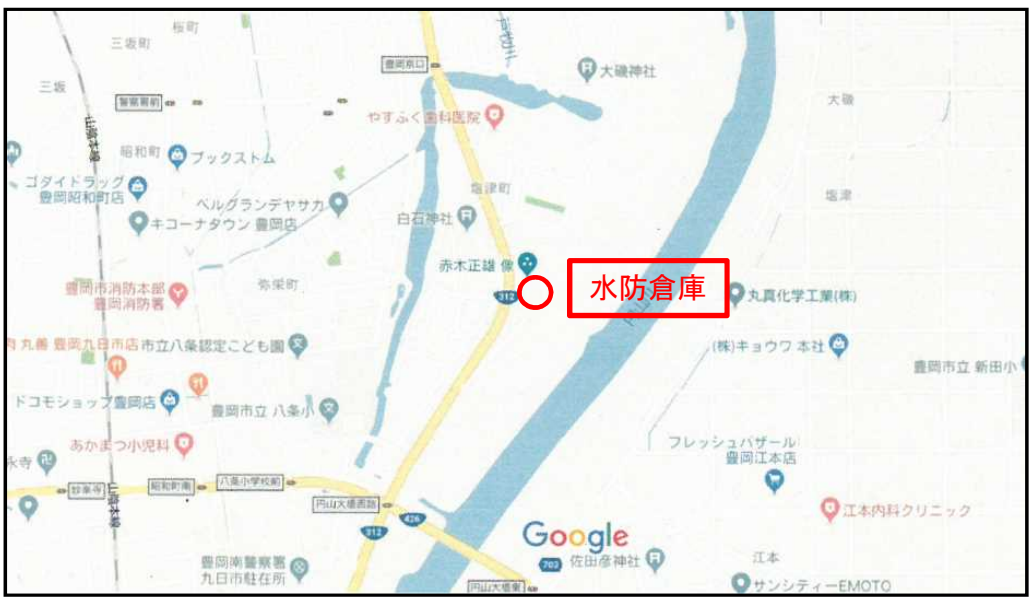 桜町
三坂町
戸牧川
豊岡京口
大磯神社
三坂
警察署前
大磯
やすふく歯科医院
山陰本線
昭和町
ブックストム
ゴダイドラッグ
豊岡昭和町店
塩津町
塩津
ベルグランデヤサカ
キコーナタウン 豊岡店
白石神社
赤木正雄 像
水防倉庫
豊岡市消防本部
豊岡消防署
弥栄町
312
丸真化学工業(株)
円山川
肉 丸善 豊岡九日市店
市立八条認定こども園
(株)キョウワ 本社
豊岡市立 新田小
ドコモショップ豊岡店
豊岡市立 八条小
あかまつ小児科
フレッシュバザール
豊岡江本店
永寺
妙楽寺
山陰本線
昭和町南
八条小学校前
円山大橋西詰
426
312
江本内科クリニック
Google
702
佐田彦神社
江本
豊岡南警察署
九日市駐在所
円山大橋東
サンシティーEMOTO